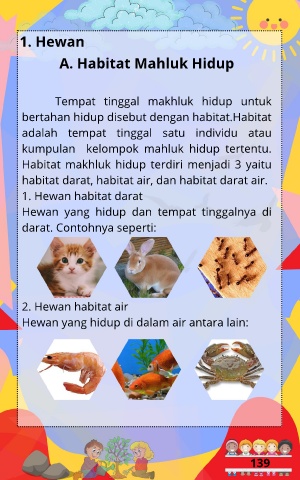 1. Hewan
A. Habitat Mahluk Hidup
Tempat tinggal makhluk hidup untuk
bertahan hidup disebut dengan habitat.Habitat
adalah tempat tinggal satu individu atau
kumpulan kelompok mahluk hidup tertentu.
Habitat makhluk hidup terdiri menjadi 3 yaitu
habitat darat, habitat air, dan habitat darat air.
1. Hewan habitat darat
Hewan yang hidup dan tempat tinggalnya di
darat. Contohnya seperti:
2. Hewan habitat air
Hewan yang hidup di dalam air antara lain:
139